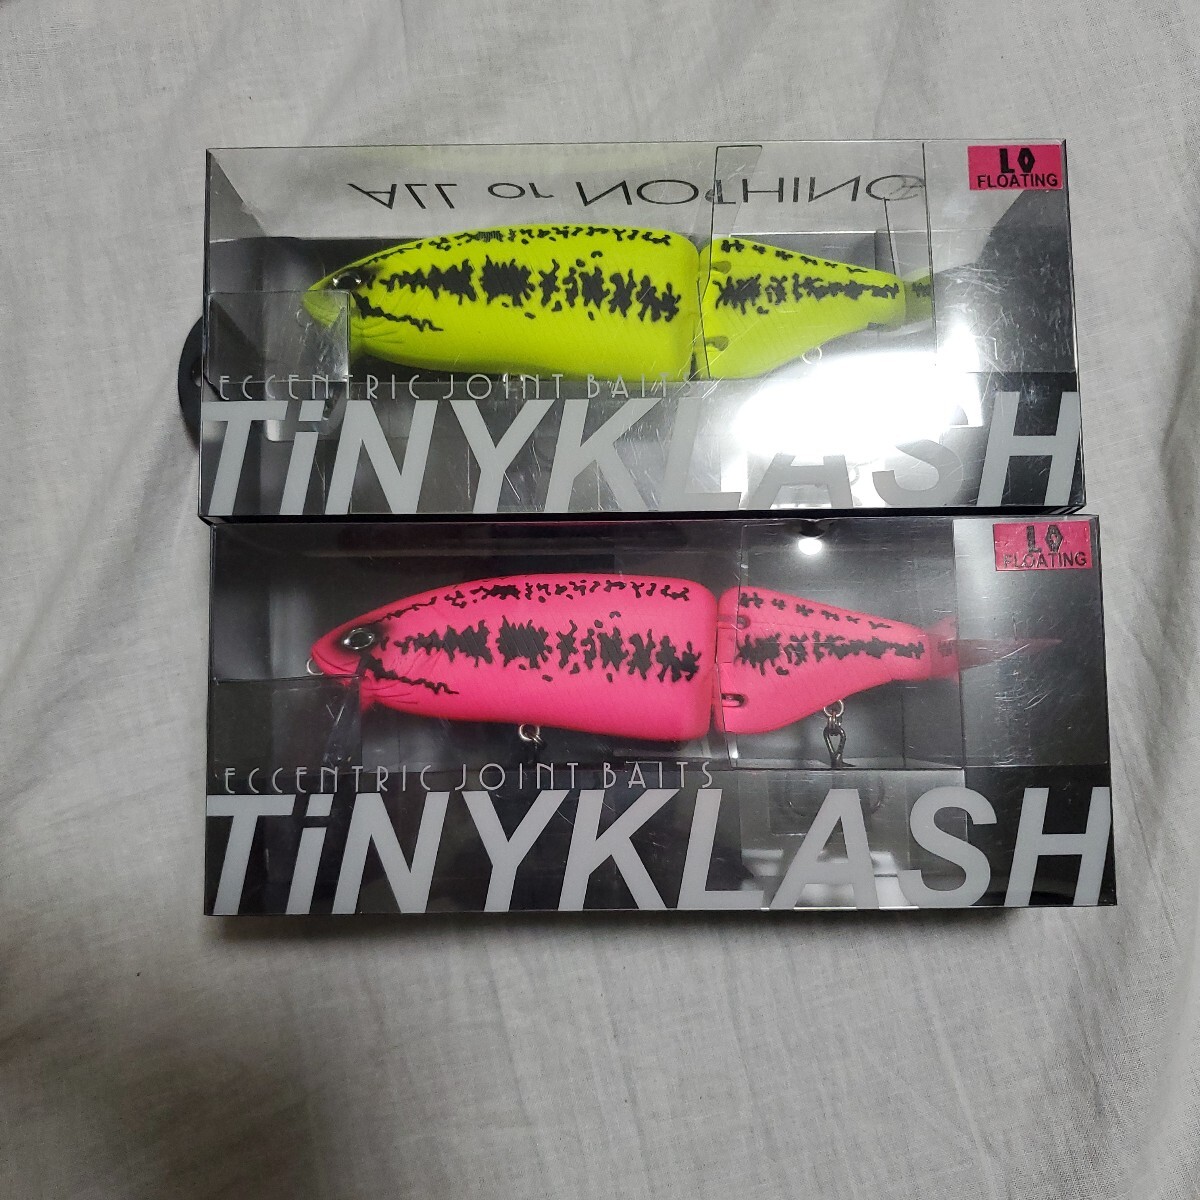 ALL or NOTHING
LO
FLOATING
ECCENTRIC JOINT BAITS
TiNYKLASH
LO
FLOATING
ECCENTRIC JOINT BAITS
TiNYKLASH